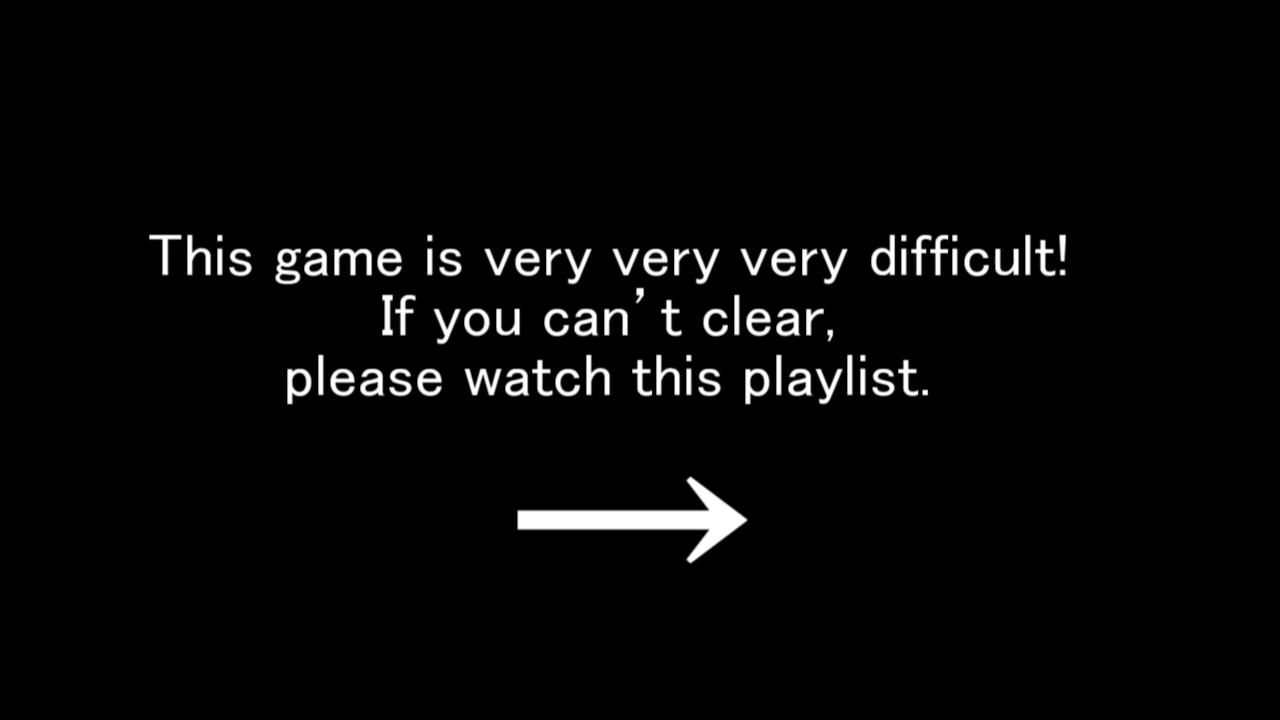 This game is very very very difficult!
If you can’t clear,
please watch this playlist.